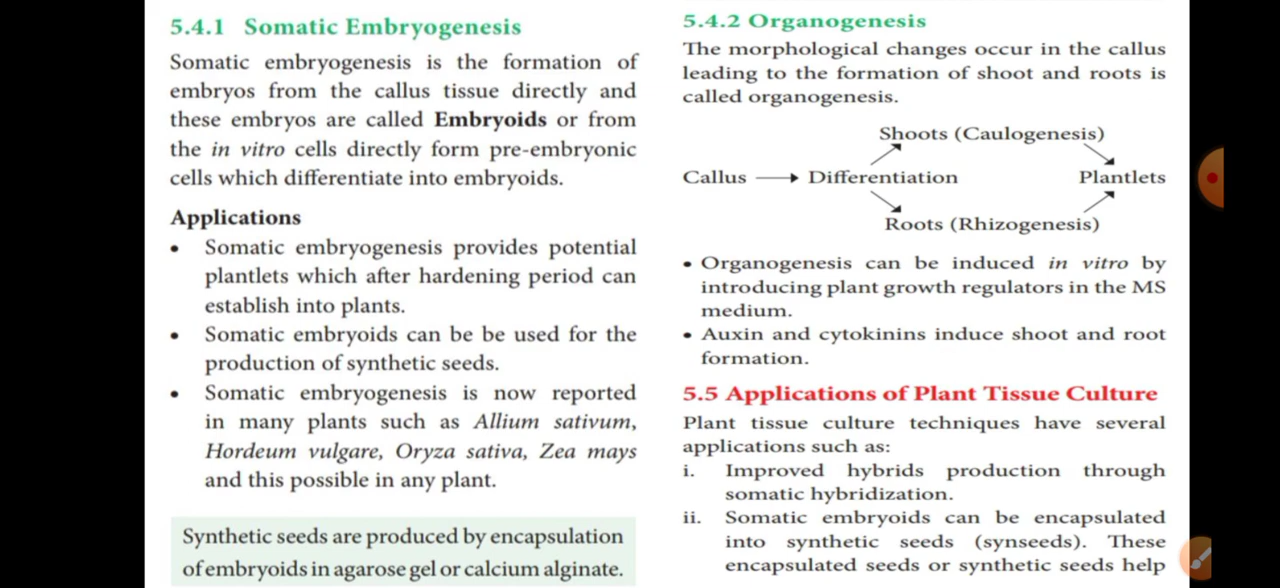 5.4.1 Somatic Embryogenesis
Somatic embryogenesis is the formation of
embryos from the callus tissue directly and
these embryos are called Embryoids or from
the in vitro cells directly form pre-embryonic
cells which differentiate into embryoids.
Applications
• Somatic embryogenesis provides potential
plantlets which after hardening period can
establish into plants.
• Somatic embryoids can be be used for the
production of synthetic seeds.
• Somatic embryogenesis is now reported
in many plants such as Allium sativum,
Hordeum vulgare, Oryza sativa, Zea mays
and this possible in any plant.
Synthetic seeds are produced by encapsulation
of embryoids in agarose gel or calcium alginate.
5.4.2 Organogenesis
The morphological changes occur in the callus
leading to the formation of shoot and roots is
called organogenesis.
Shoots (Caulogenesis)
Callus Differentiation Plantlets
Roots (Rhizogenesis)
• Organogenesis can be induced in vitro by
introducing plant growth regulators in the MS
medium.
• Auxin and cytokinins induce shoot and root
formation.
5.5 Applications of Plant Tissue Culture
Plant tissue culture techniques have several
applications such as:
i. Improved hybrids production through
somatic hybridization.
ii. Somatic embryoids can be encapsulated
into synthetic seeds (synseeds). These
encapsulated seeds or synthetic seeds help